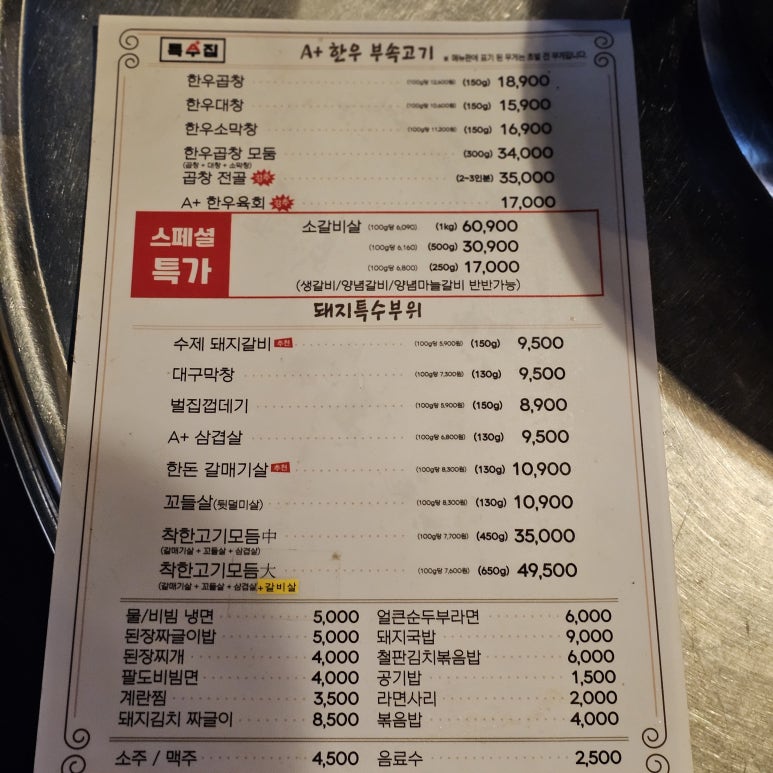 특수집
A+ 한우 부속고기 ※ 메뉴판에 표기 된 무게는 초벌 전 무게입니다.
한우곱창 (100g당 12,600원) (150g) 18,900
한우대창 (100g당 10,600원) (150g) 15,900
한우소막창 (100g당 11,200원) (150g) 16,900
한우곱창 모둠 (300g) 34,000
(곱창 + 대창 + 소막창)
곱창 전골 (2~3인분) 35,000
A+ 한우육회 17,000
스페셜 특가
소갈비살 (100g당 6,090) (1kg) 60,900
(100g당 6,160) (500g) 30,900
(100g당 6,800) (250g) 17,000
(생갈비/양념갈비/양념마늘갈비 반반가능)
돼지특수부위
수제 돼지갈비 추천 (100g당 5,900원) (150g) 9,500
대구막창 (100g당 7,300원) (130g) 9,500
벌집껍데기 (100g당 5,900원) (150g) 8,900
A+ 삼겹살 (100g당 6,800원) (130g) 9,500
한돈 갈매기살 추천 (100g당 8,300원) (130g) 10,900
꼬들살(뒷덜미살) (100g당 8,300원) (130g) 10,900
착한고기모듬中 (100g당 7,700원) (450g) 35,000
(갈매기살 + 꼬들살 + 삼겹살)
착한고기모듬大 (100g당 7,600원) (650g) 49,500
(갈매기살 + 꼬들살 + 삼겹살+갈비살
물/비빔 냉면 5,000 얼큰순두부라면 6,000
된장짜글이밥 5,000 돼지국밥 9,000
된장찌개 4,000 철판김치볶음밥 6,000
팔도비빔면 4,000 공기밥 1,500
계란찜 3,500 라면사리 2,000
돼지김치 짜글이 8,500 볶음밥 4,000
소주 / 맥주 4,500 음료수 2,500